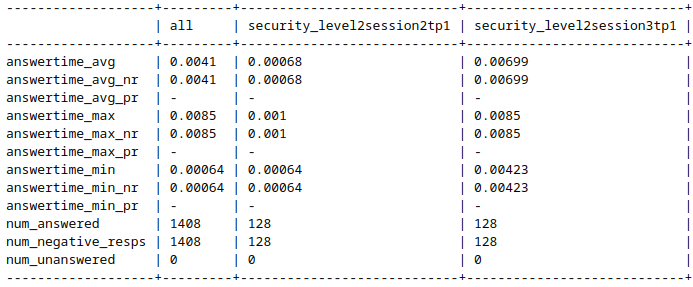 -------------------+--------+----------------------------+----------------------------+
                   | all    | security_level2session2tp1 | security_level2session3tp1 |
-------------------+--------+----------------------------+----------------------------+
answertime_avg     | 0.0041 | 0.00068                    | 0.00699                    |
answertime_avg_nr  | 0.0041 | 0.00068                    | 0.00699                    |
answertime_avg_pr  | -      | -                          | -                          |
answertime_max     | 0.0085 | 0.001                      | 0.0085                     |
answertime_max_nr  | 0.0085 | 0.001                      | 0.0085                     |
answertime_max_pr  | -      | -                          | -                          |
answertime_min     | 0.00064 | 0.00064                    | 0.00423                    |
answertime_min_nr  | 0.00064 | 0.00064                    | 0.00423                    |
answertime_min_pr  | -      | -                          | -                          |
num_answered       | 1408   | 128                        | 128                        |
num_negative_resps | 1408   | 128                        | 128                        |
num_unanswered     | 0      | 0                          | 0                          |
-------------------+--------+----------------------------+----------------------------+